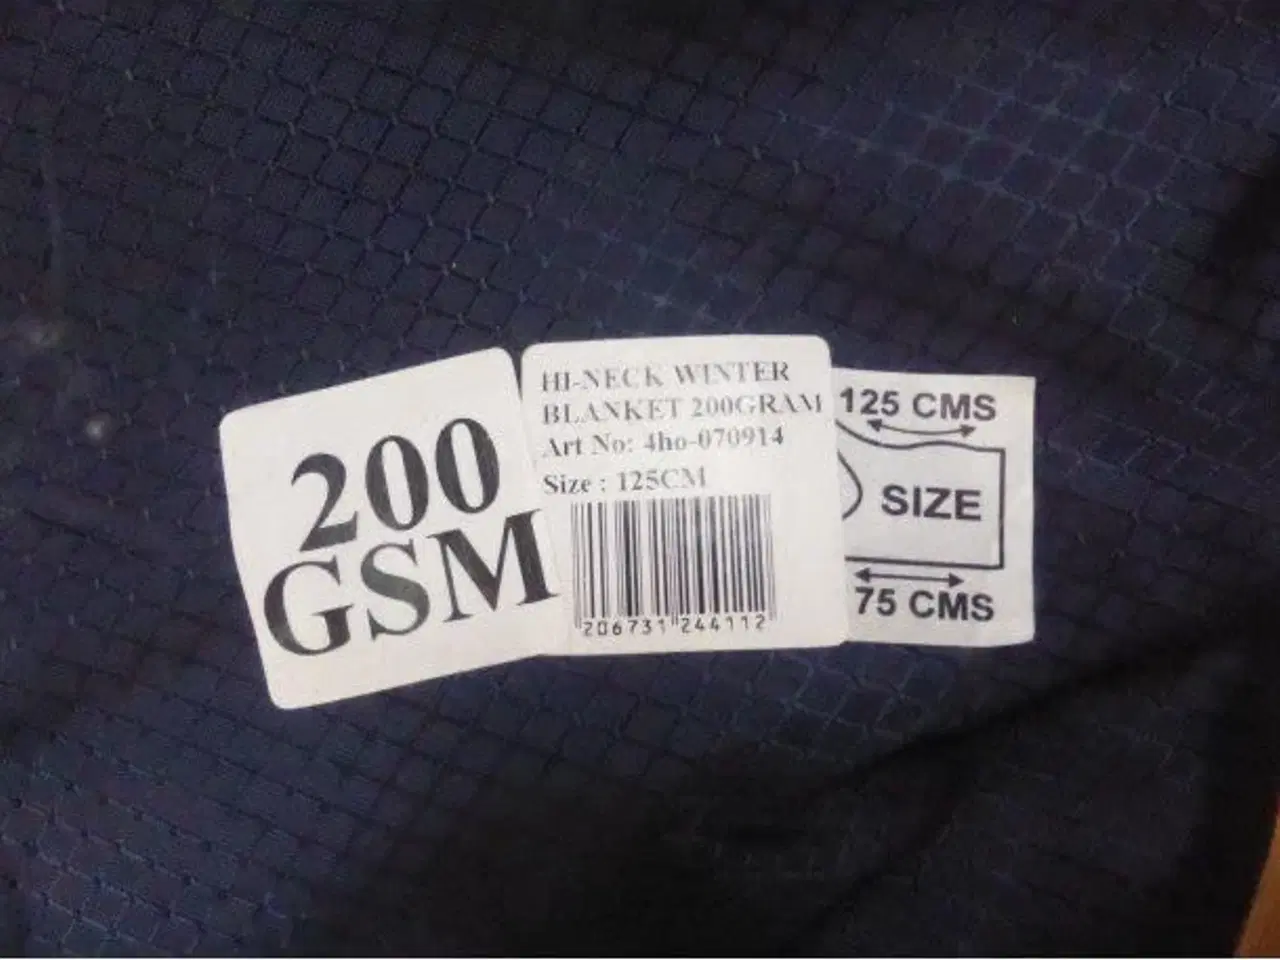 200
GSM
HI-NECK WINTER
BLANKET 200GRAM
Art No: 4ho-070914
Size : 125CM
206731 244112
125 CMS
SIZE
75 CMS